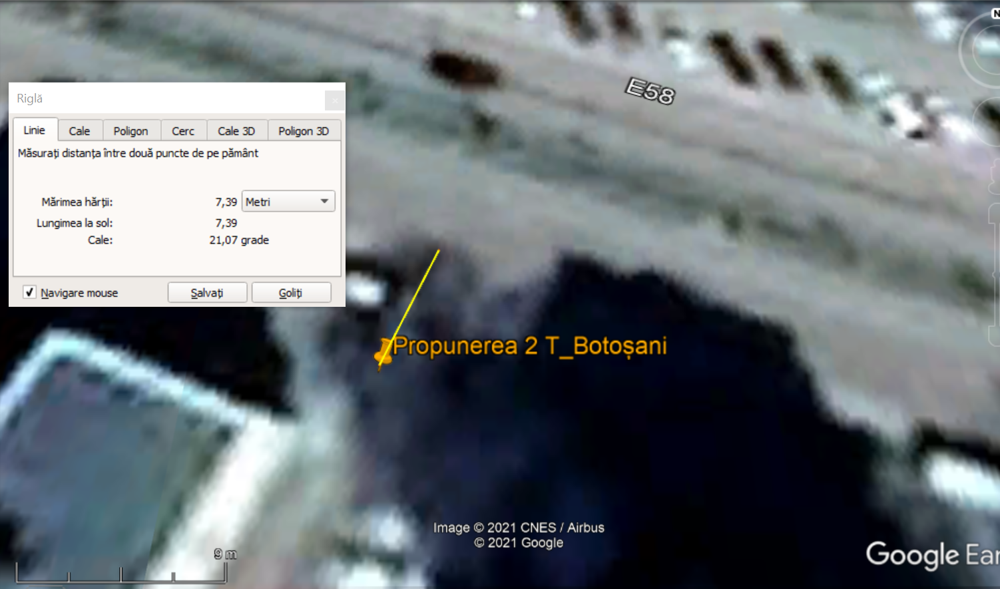 N
E58
Riglă
Linie Cale Poligon Cerc Cale 3D Poligon 3D
Măsurați distanța între două puncte de pe pământ
Mărimea hărții: 7,39 Metri
Lungimea la sol: 7,39
Cale: 21,07 grade
Navigare mouse Salvați Goliți
Propunerea 2 T_Botoșani
Image © 2021 CNES / Airbus
© 2021 Google
9 m
Google Ear